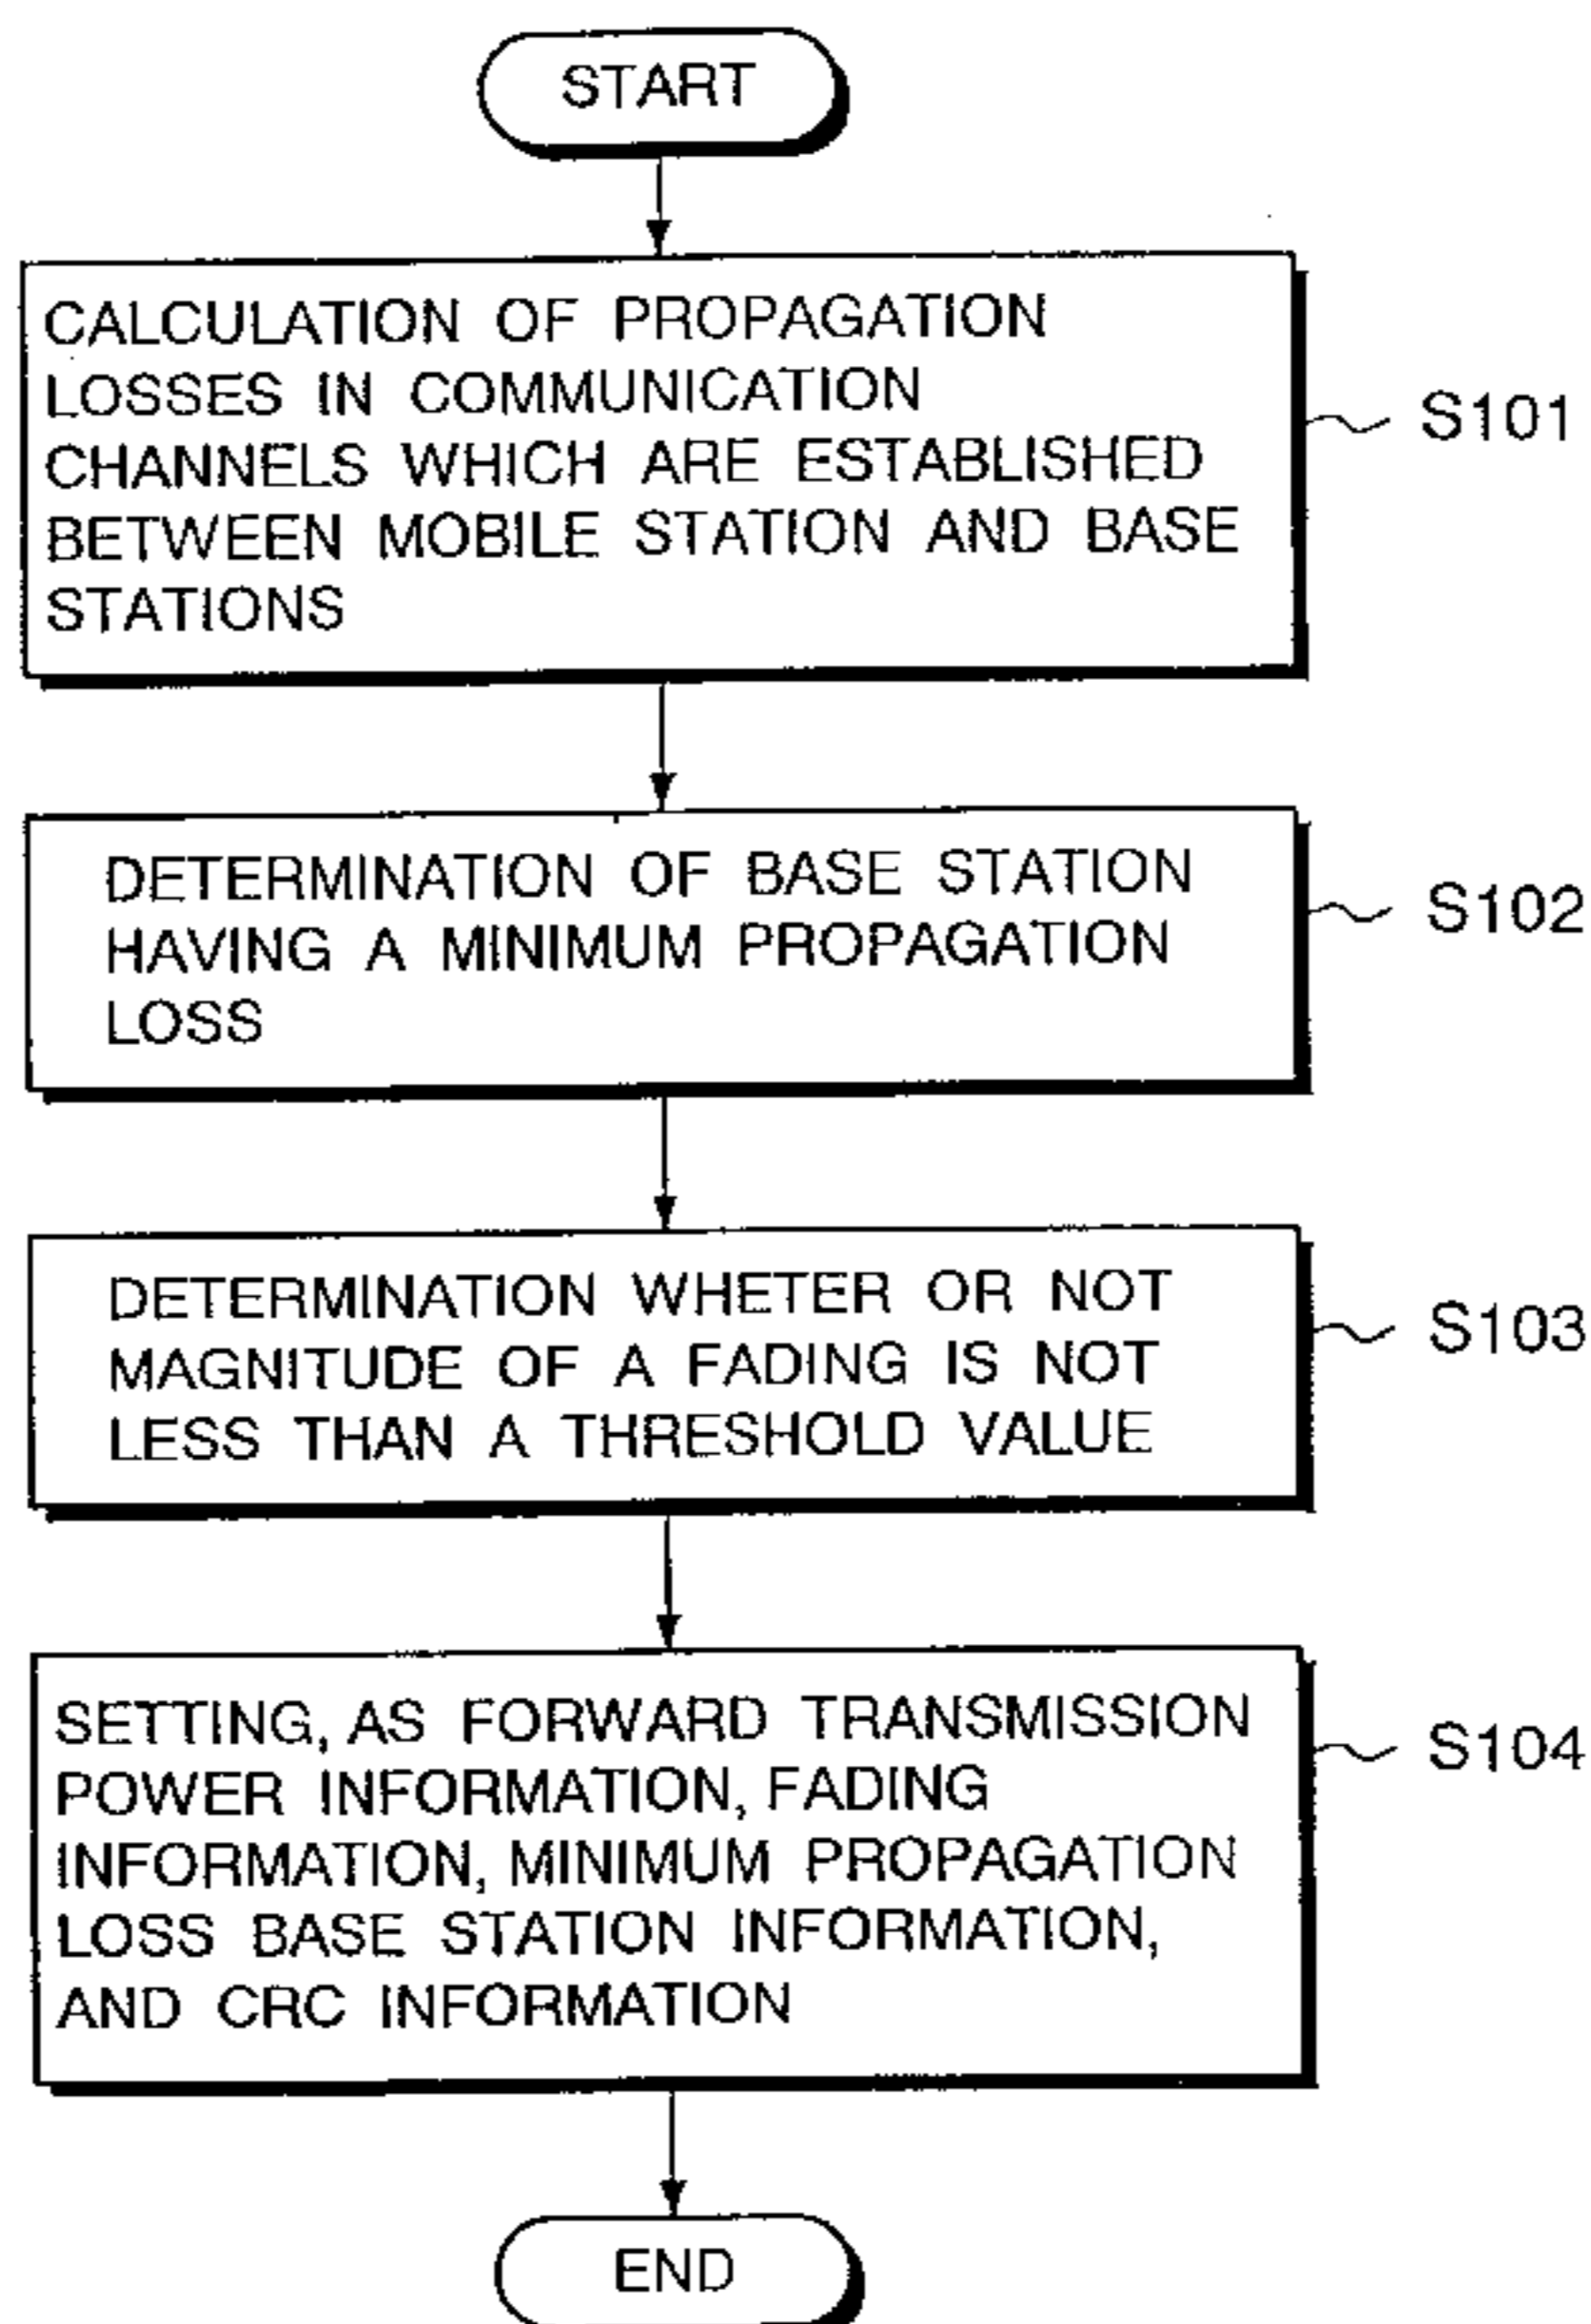 START
CALCULATION OF PROPAGATION
LOSSES IN COMMUNICATION
CHANNELS WHICH ARE ESTABLISHED
BETWEEN MOBILE STATION AND BASE
STATIONS
S101
DETERMINATION OF BASE STATION
HAVING A MINIMUM PROPAGATION
LOSS
S102
DETERMINATION WHETER OR NOT
MAGNITUDE OF A FADING IS NOT
LESS THAN A THRESHOLD VALUE
S103
SETTING, AS FORWARD TRANSMISSION
POWER INFORMATION, FADING
INFORMATION, MINIMUM PROPAGATION
LOSS BASE STATION INFORMATION,
AND CRC INFORMATION
S104
END